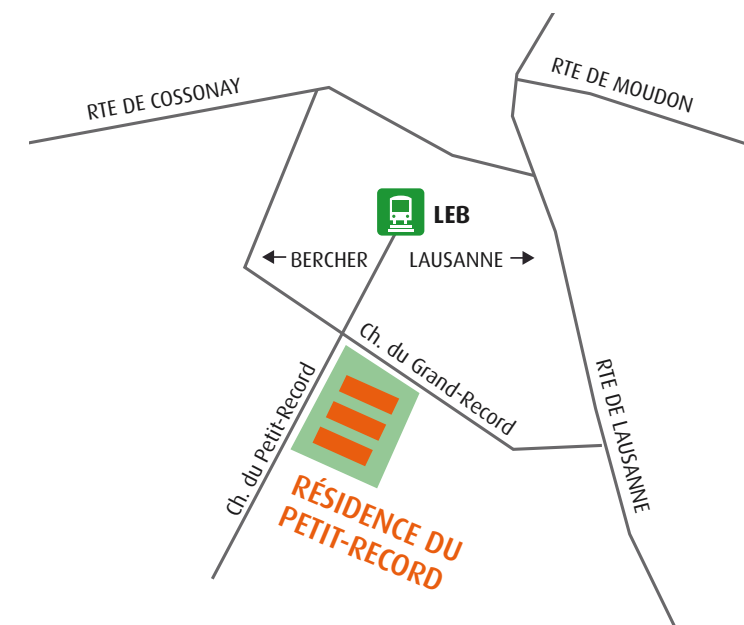 RTE DE COSSONAY
RTE DE MOUDON
LEB
BERCHER
LAUSANNE
Ch. du Grand-Record
Ch. du Petit-Record
RTE DE LAUSANNE
RÉSIDENCE DU
PETIT-RECORD